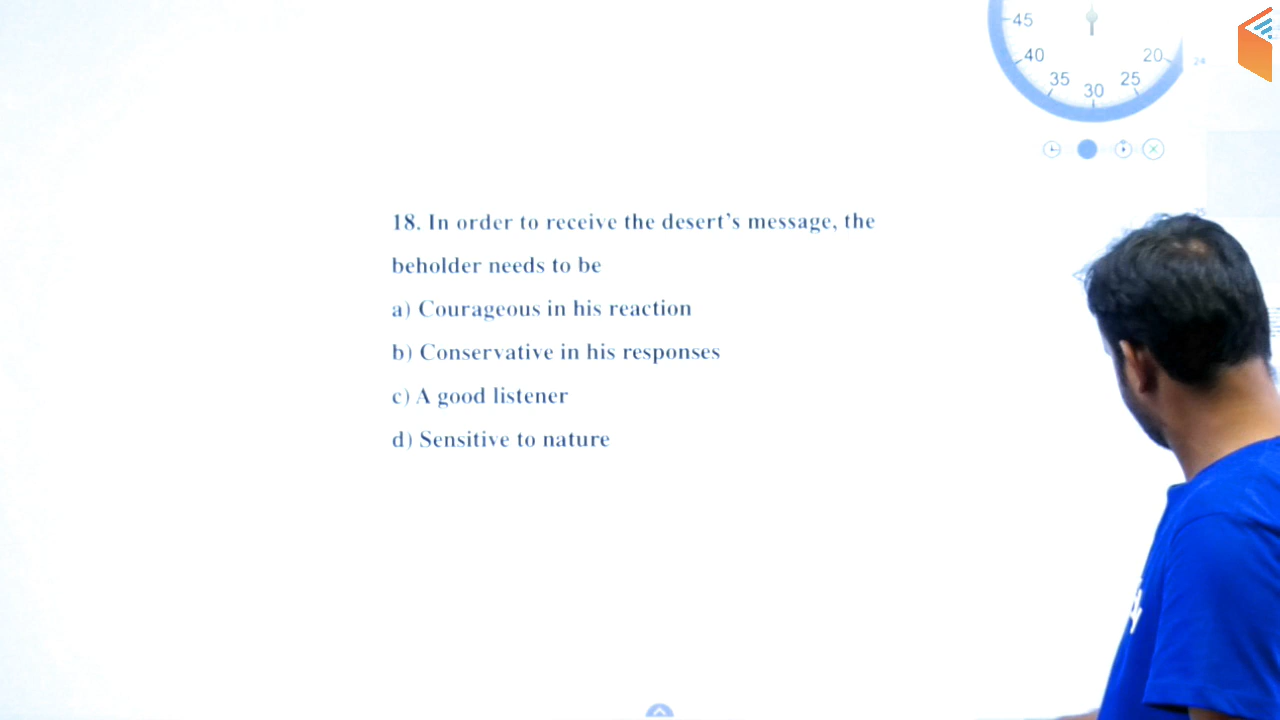 45
40
20
24
35
25
30
18. In order to receive the desert's message, the
beholder needs to be
a) Courageous in his reaction
b) Conservative in his responses
c) A good listener
d) Sensitive to nature